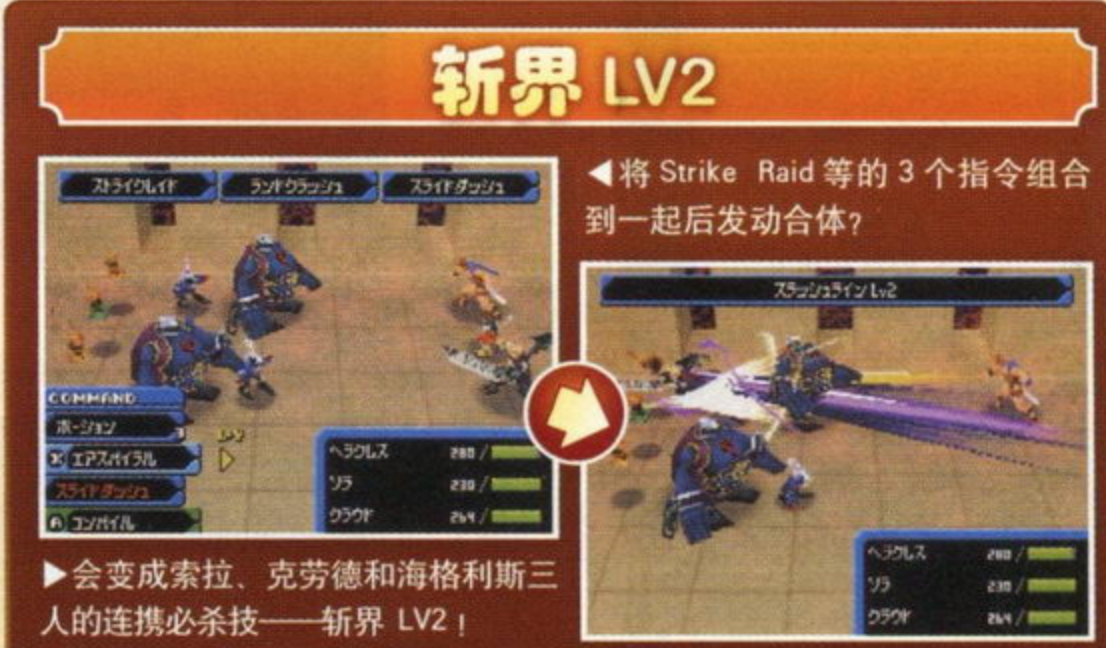 斩界 LV2
◀将 Strike Raid 等的 3 个指令组合
到一起后发动合体?
ストライクレイド
ランドクラッシュ
スライドダッシュ
COMMAND
ポーション
エアスパイラル
スライドダッシュ
A コンパイル
ヘラクレス 280/
ソラ 230/
クラウド 264/
スラッシュライン Lv2
ヘラクレス 280/
ソラ 230/
クラウド 264/
▶会变成索拉、克劳德和海格利斯三
人的连携必杀技——斩界 LV2！